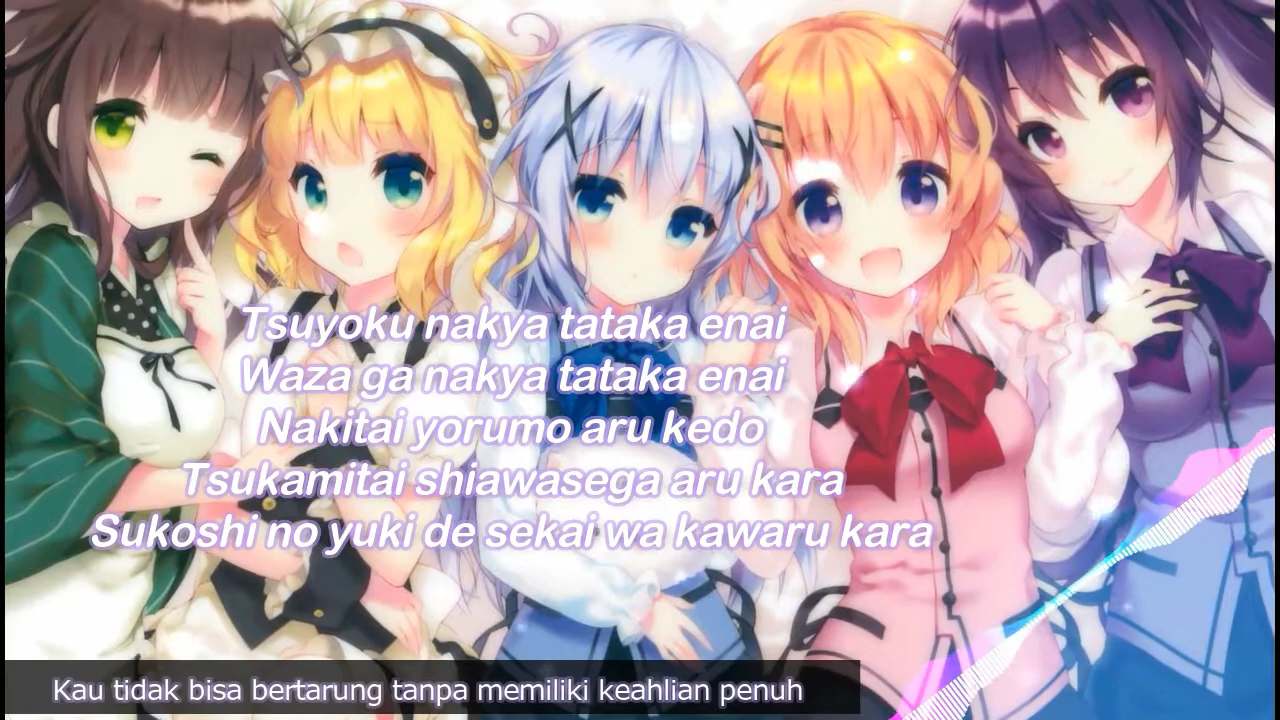 Tsuyoku nakya tataka enai
Waza ga nakya tataka enai
Nakitai yorumo aru kedo
Tsukamitai shiawasega aru kara
Sukoshi no yuki de sekai wa kawaru kara
Kau tidak bisa bertarung tanpa memiliki keahlian penuh